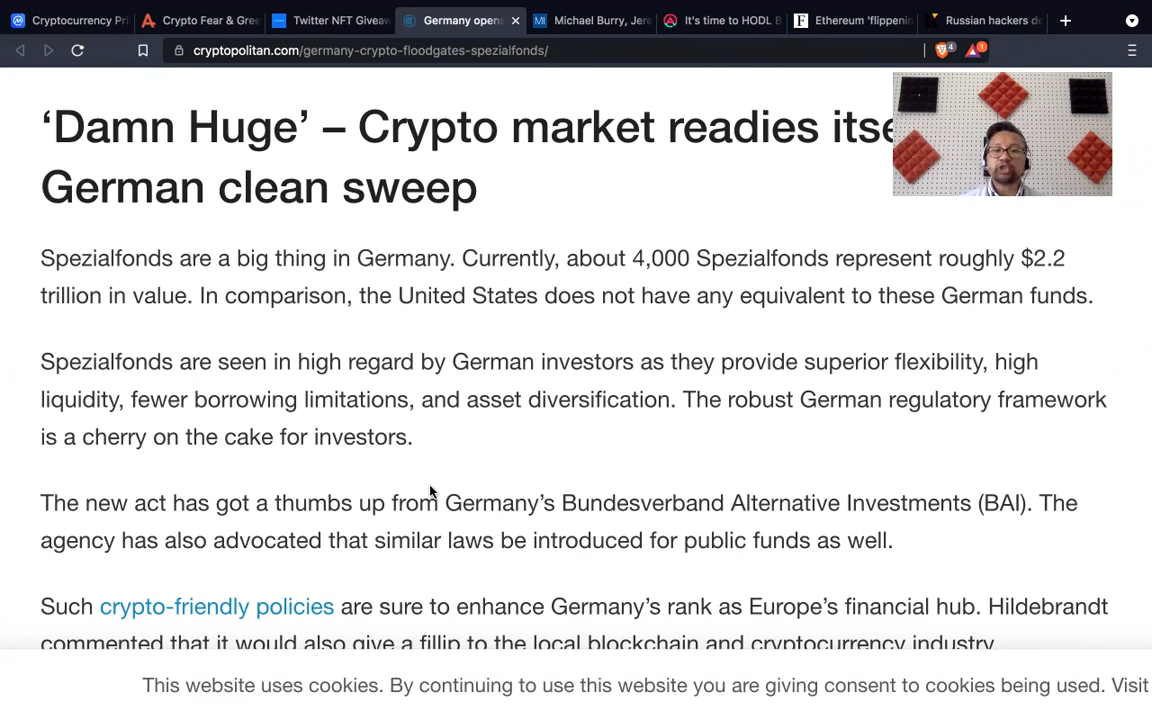 Cryptocurrency Pri
Crypto Fear & Gre
Twitter NFT Giveaw
Germany opens
Michael Burry, Jere
It's time to HODL B
Ethereum 'flippenin
Russian hackers de
cryptopolitan.com/germany-crypto-floodgates-spezialfonds/
4
1
‘Damn Huge’ – Crypto market readies itse
German clean sweep
Spezialfonds are a big thing in Germany. Currently, about 4,000 Spezialfonds represent roughly $2.2
trillion in value. In comparison, the United States does not have any equivalent to these German funds.
Spezialfonds are seen in high regard by German investors as they provide superior flexibility, high
liquidity, fewer borrowing limitations, and asset diversification. The robust German regulatory framework
is a cherry on the cake for investors.
The new act has got a thumbs up from Germany’s Bundesverband Alternative Investments (BAI). The
agency has also advocated that similar laws be introduced for public funds as well.
Such crypto-friendly policies are sure to enhance Germany’s rank as Europe’s financial hub. Hildebrandt
commented that it would also give a fillip to the local blockchain and cryptocurrency industry.
This website uses cookies. By continuing to use this website you are giving consent to cookies being used. Visit